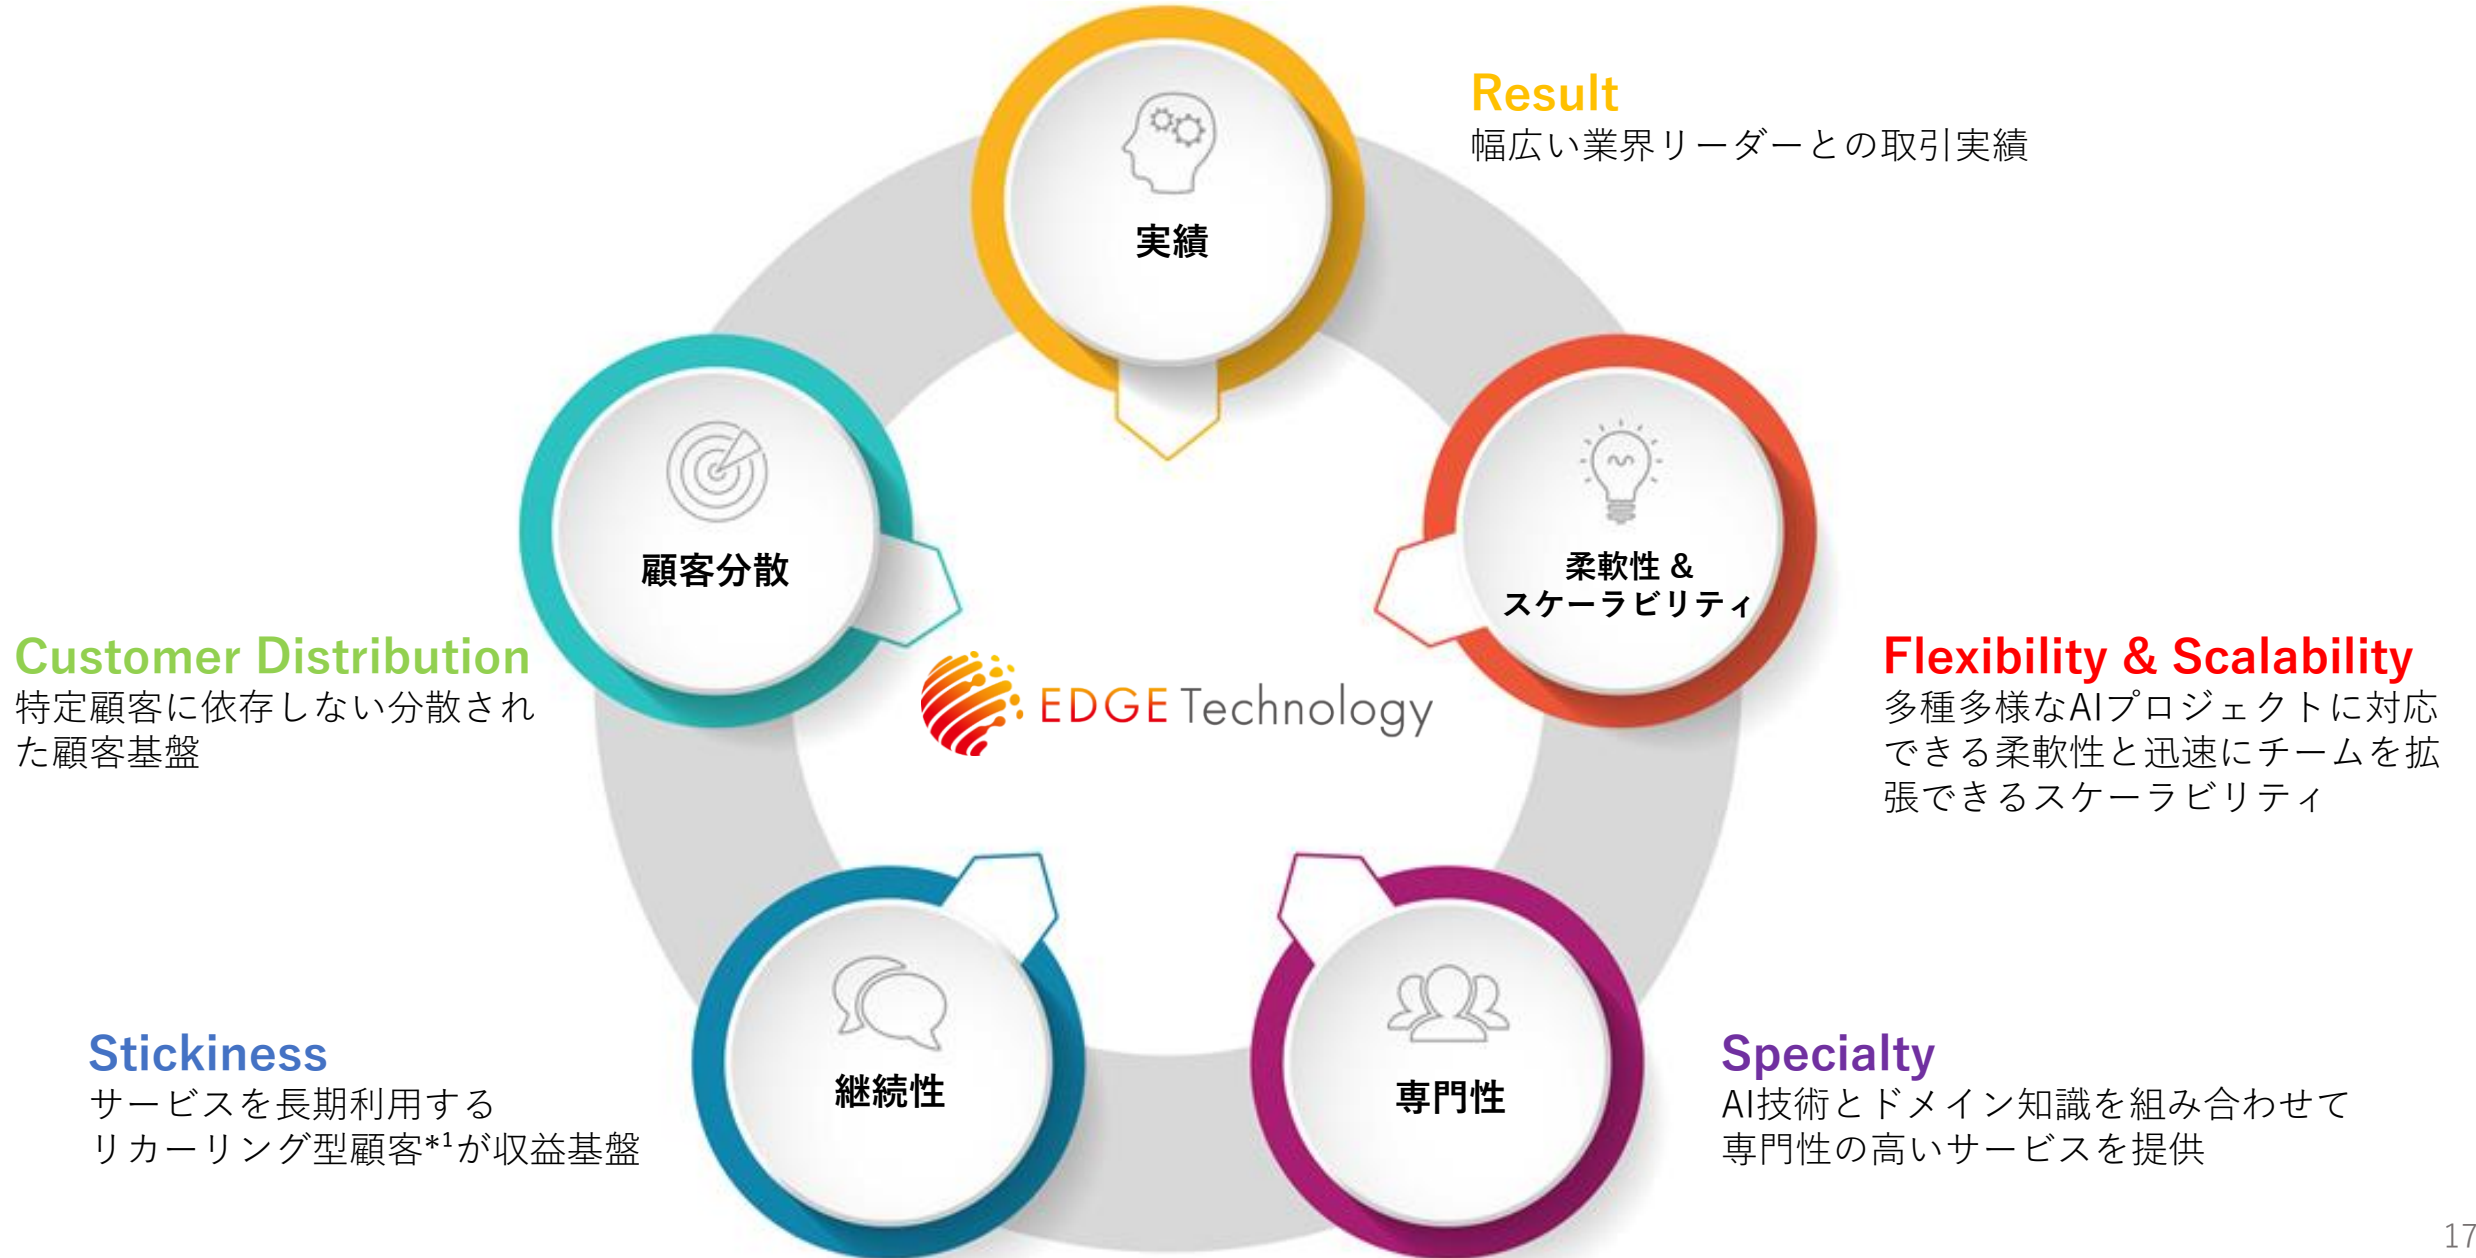 Result
幅広い業界リーダーとの取引実績
実績
顧客分散
柔軟性 &
スケーラビリティ
Customer Distribution
特定顧客に依存しない分散され
た顧客基盤
EDGE Technology
Flexibility & Scalability
多種多様なAIプロジェクトに対応
できる柔軟性と迅速にチームを拡
張できるスケーラビリティ
Stickiness
サービスを長期利用する
リカーリング型顧客*1が収益基盤
継続性
専門性
Specialty
AI技術とドメイン知識を組み合わせて
専門性の高いサービスを提供
17